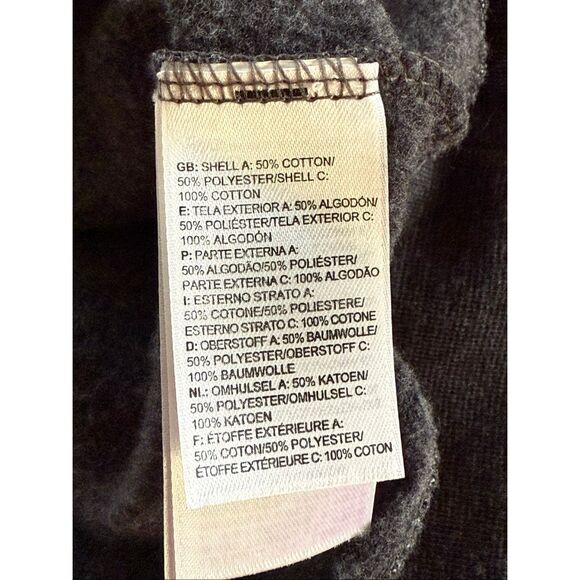 GB: SHELL A: 50% COTTON/
50% POLYESTER/SHELL C:
100% COTTON
E: TELA EXTERIOR A: 50% ALGODÓN/
50% POLIÉSTER/TELA EXTERIOR C:
100% ALGODÓN
P: PARTE EXTERNA A:
50% ALGODÃO/50% POLIÉSTER/
PARTE EXTERNA C: 100% ALGODÃO
I: ESTERNO STRATO A:
50% COTONE/50% POLIESTERE/
ESTERNO STRATO C: 100% COTONE
D: OBERSTOFF A: 50% BAUMWOLLE/
50% POLYESTER/OBERSTOFF C:
100% BAUMWOLLE
NL: OMHULSEL A: 50% KATOEN/
50% POLYESTER/OMHULSEL C:
100% KATOEN
F: ÉTOFFE EXTÉRIEURE A:
50% COTON/50% POLYESTER/
ÉTOFFE EXTÉRIEURE C: 100% COTON